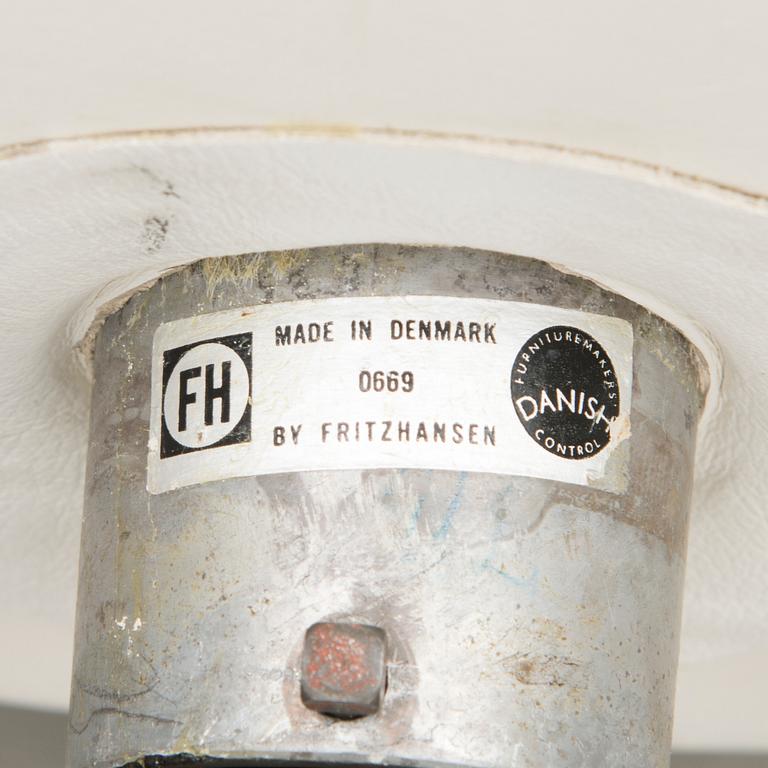 FH
MADE IN DENMARK
0669
BY FRITZHANSEN
FURNITUREMAKERS
DANISH
CONTROL